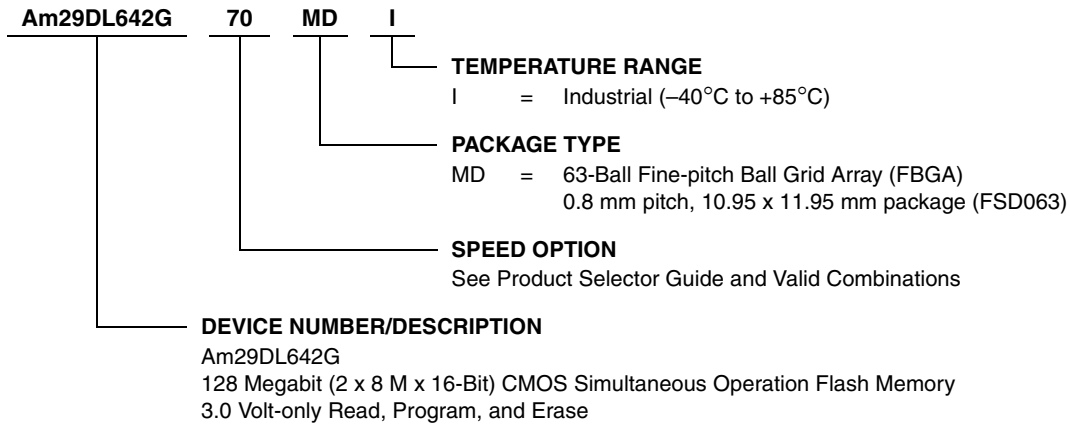 Am29DL642G 70 MD I
TEMPERATURE RANGE
I = Industrial (–40°C to +85°C)
PACKAGE TYPE
MD = 63-Ball Fine-pitch Ball Grid Array (FBGA)
0.8 mm pitch, 10.95 x 11.95 mm package (FSD063)
SPEED OPTION
See Product Selector Guide and Valid Combinations
DEVICE NUMBER/DESCRIPTION
Am29DL642G
128 Megabit (2 x 8 M x 16-Bit) CMOS Simultaneous Operation Flash Memory
3.0 Volt-only Read, Program, and Erase